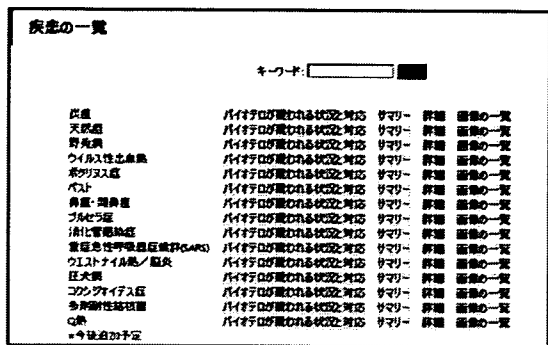 疾患の一覧
キーワード:
炭疽 バイオテロが疑われる状況と対応 サマリー 詳細 画像の一覧
天然痘 バイオテロが疑われる状況と対応 サマリー 詳細 画像の一覧
野兎病 バイオテロが疑われる状況と対応 サマリー 詳細 画像の一覧
ウイルス性出血熱 バイオテロが疑われる状況と対応 サマリー 詳細 画像の一覧
ボツリヌス症 バイオテロが疑われる状況と対応 サマリー 詳細 画像の一覧
ペスト バイオテロが疑われる状況と対応 サマリー 詳細 画像の一覧
鼻疽・類鼻疽 バイオテロが疑われる状況と対応 サマリー 詳細 画像の一覧
ブルセラ症 バイオテロが疑われる状況と対応 サマリー 詳細 画像の一覧
消化管感染症 バイオテロが疑われる状況と対応 サマリー 詳細 画像の一覧
重症急性呼吸器症候群(SARS) バイオテロが疑われる状況と対応 サマリー 詳細 画像の一覧
ウエストナイル熱/脳炎 バイオテロが疑われる状況と対応 サマリー 詳細 画像の一覧
狂犬病 バイオテロが疑われる状況と対応 サマリー 詳細 画像の一覧
コクシジオイデス症 バイオテロが疑われる状況と対応 サマリー 詳細 画像の一覧
多剤耐性結核菌 バイオテロが疑われる状況と対応 サマリー 詳細 画像の一覧
Q熱 バイオテロが疑われる状況と対応 サマリー 詳細 画像の一覧
*今後追加予定